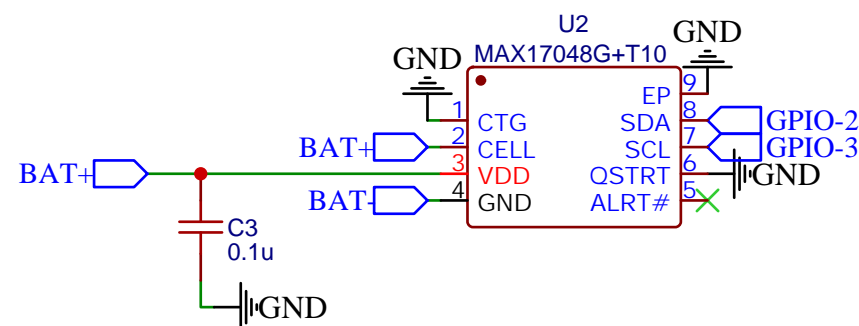 U2
MAX17048G+T10
GND
GND
1 CTG
2 CELL
3 VDD
4 GND
EP 9
SDA 8
SCL 7
QSTRT 6
ALRT# 5
BAT+
BAT+
BAT-
GPIO-2
GPIO-3
GND
C3
0.1u
GND